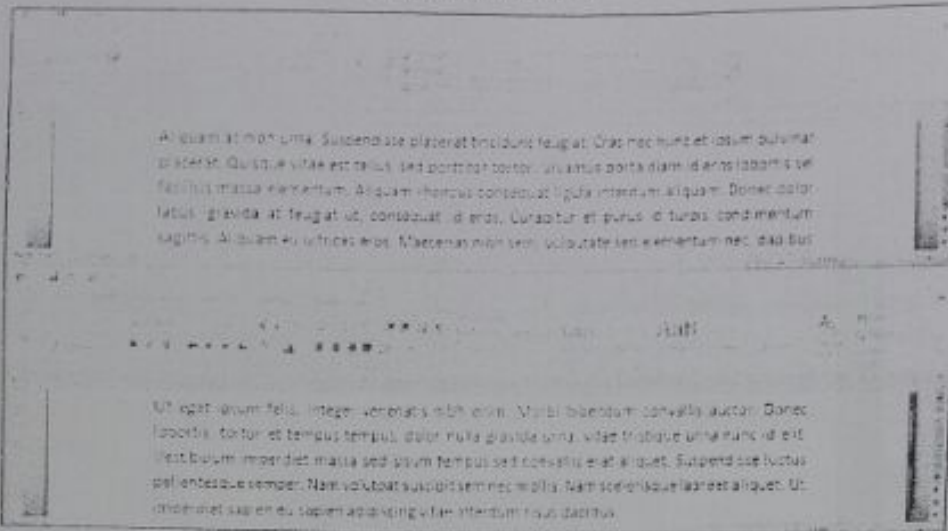 Aliquam at nibh urna. Suspendisse placerat tincidunt feugiat. Cras nec nunc et ipsum pulvinar
placerat. Quisque vitae est tellus, sed porttitor tortor. Vivamus porta diam id eros lobortis vel
facilisis massa elementum. Aliquam rhoncus consequat ligula interdum aliquam. Donec dolor
lacus, gravida at feugiat ut, consequat id eros. Curabitur et purus id turpis condimentum
sagittis. Aliquam eu ultrices eros. Maecenas nibh sem, vulputate sed elementum nec, dapibus
Ut eget ipsum felis. Integer venenatis nibh enim. Morbi bibendum convallis auctor. Donec
lobortis, tortor et tempus tempus, dolor nulla gravida urna, vitae tristique urna nunc id elit.
Vestibulum imperdiet massa sed ipsum tempus sed convallis erat aliquet. Suspendisse luctus
pellentesque semper. Nam volutpat suscipit sem nec mollis. Nam scelerisque laoreet aliquet. Ut
imperdiet sapien eu sapien adipiscing vitae interdum risus dapibus.